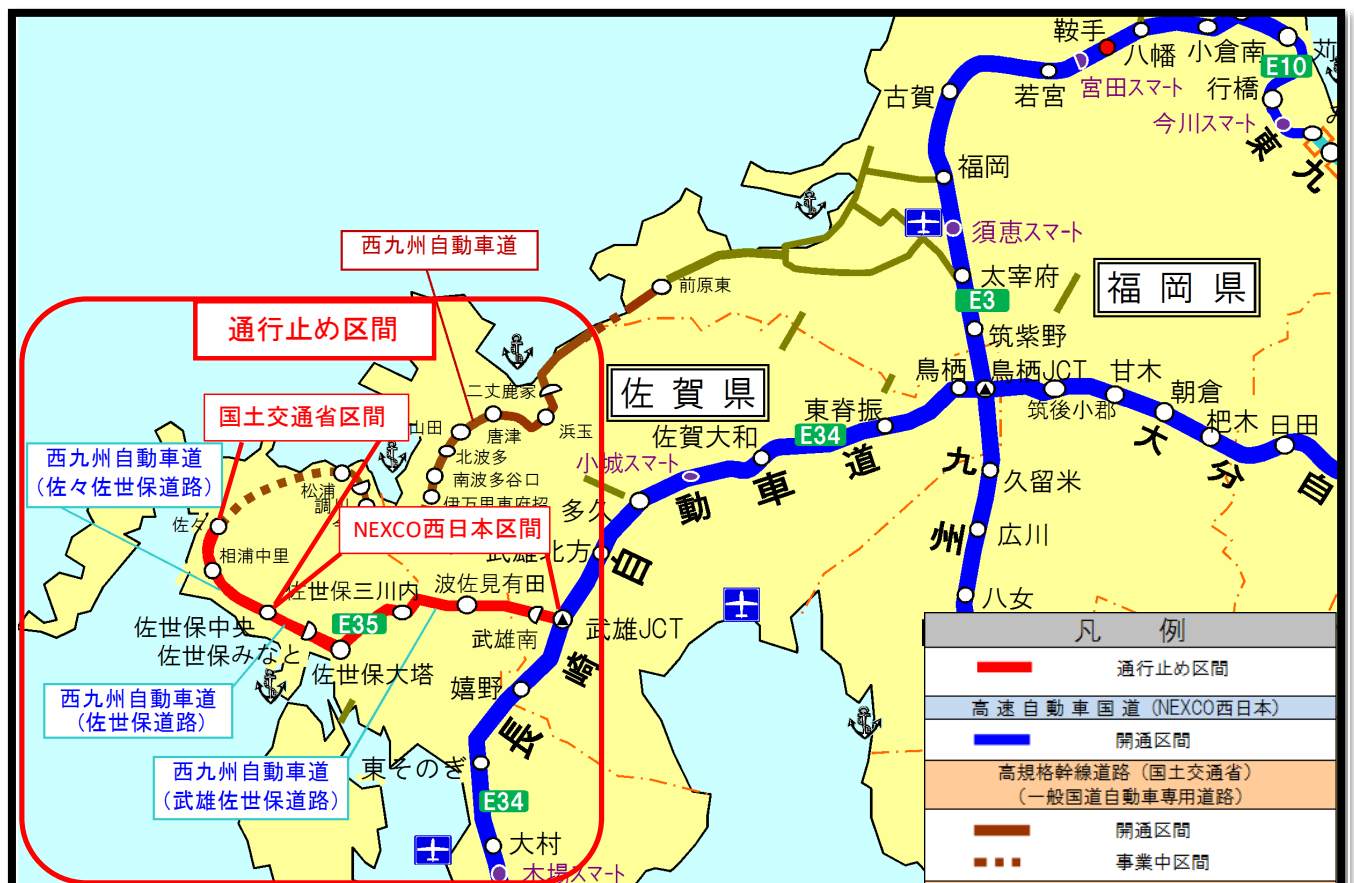 鞍手
八幡
小倉南
苅
E10
古賀
若宮
宮田スマート
行橋
今川スマート
東九
福岡
須恵スマート
西九州自動車道
前原東
太宰府
E3
福岡県
通行止め区間
筑紫野
二丈鹿家
佐賀県
鳥栖
鳥栖JCT
甘木
筑後小郡
朝倉
国土交通省区間
山田
唐津
浜玉
東脊振
E34
佐賀大和
杷木
日田
大分自
西九州自動車道
(佐々佐世保道路)
北波多
南波多谷口
小城スマート
九州
久留米
松浦
調川
伊万里東府招
多久
佐々
NEXCO西日本区間
武雄北方
広川
相浦中里
佐世保三川内
波佐見有田
八女
E35
佐世保中央
佐世保みなと
武雄南
武雄JCT
佐世保大塔
長崎自動車道
西九州自動車道
(佐世保道路)
嬉野
西九州自動車道
(武雄佐世保道路)
東そのぎ
E34
大村
木場スマート
凡 例
通行止め区間
高速自動車国道(NEXCO西日本)
開通区間
高規格幹線道路(国土交通省)
(一般国道自動車専用道路)
開通区間
事業中区間